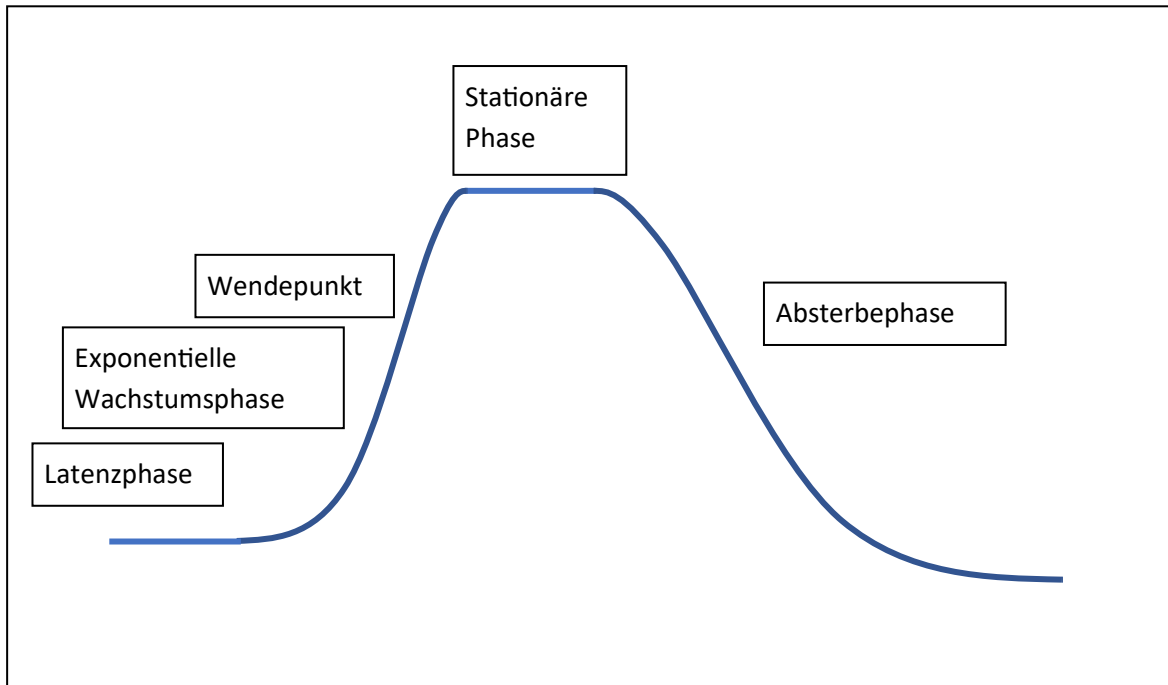 Stationäre
Phase
Wendepunkt
Absterbephase
Exponentielle
Wachstumsphase
Latenzphase